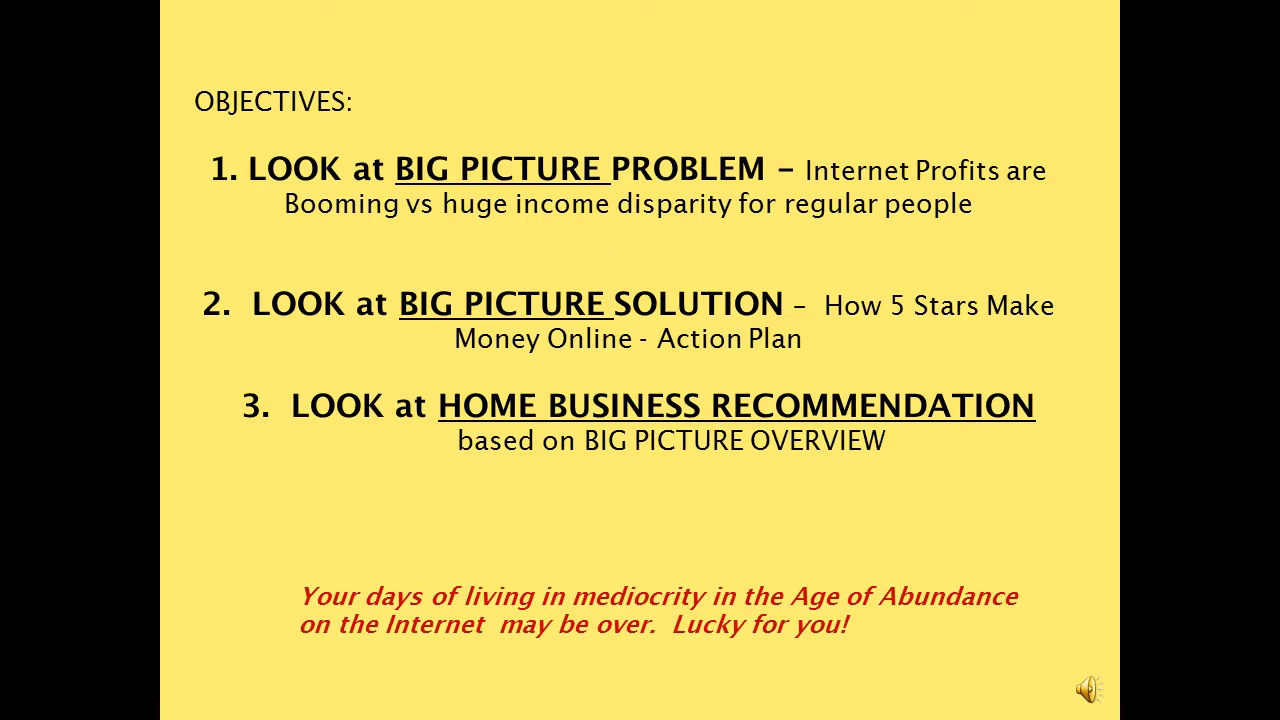 OBJECTIVES:
1. LOOK at BIG PICTURE PROBLEM – Internet Profits are
Booming vs huge income disparity for regular people
2. LOOK at BIG PICTURE SOLUTION – How 5 Stars Make
Money Online - Action Plan
3. LOOK at HOME BUSINESS RECOMMENDATION
based on BIG PICTURE OVERVIEW
Your days of living in mediocrity in the Age of Abundance
on the Internet may be over. Lucky for you!